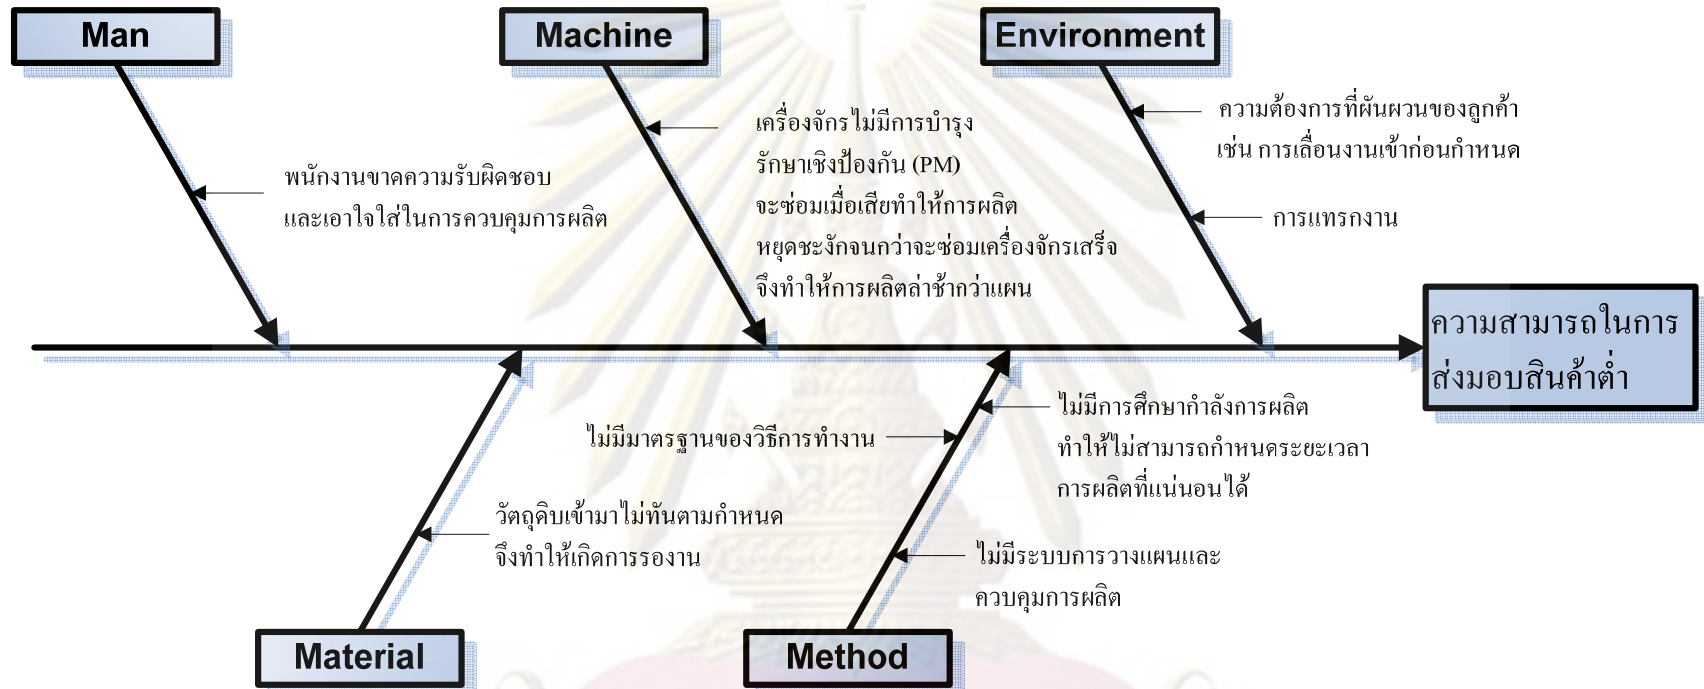 Man
Machine
Environment
พนักงานขาดความรับผิดชอบ
และเอาใจใส่ในการควบคุมการผลิต
เครื่องจักรไม่มีการบำรุง
รักษาเชิงป้องกัน (PM)
จะซ่อมเมื่อเสียทำให้การผลิต
หยุดชะงักจนกว่าจะซ่อมเครื่องจักรเสร็จ
จึงทำให้การผลิตล่าช้ากว่าแผน
ความต้องการที่ผันผวนของลูกค้า
เช่น การเลื่อนงานเข้าก่อนกำหนด
การแทรกงาน
ความสามารถในการ
ส่งมอบสินค้าต่ำ
วัตถุดิบเข้ามาไม่ทันตามกำหนด
จึงทำให้เกิดการรองาน
ไม่มีมาตรฐานของวิธีการทำงาน
ไม่มีการศึกษากำลังการผลิต
ทำให้ไม่สามารถกำหนดระยะเวลา
การผลิตที่แน่นอนได้
ไม่มีระบบการวางแผนและ
ควบคุมการผลิต
Material
Method